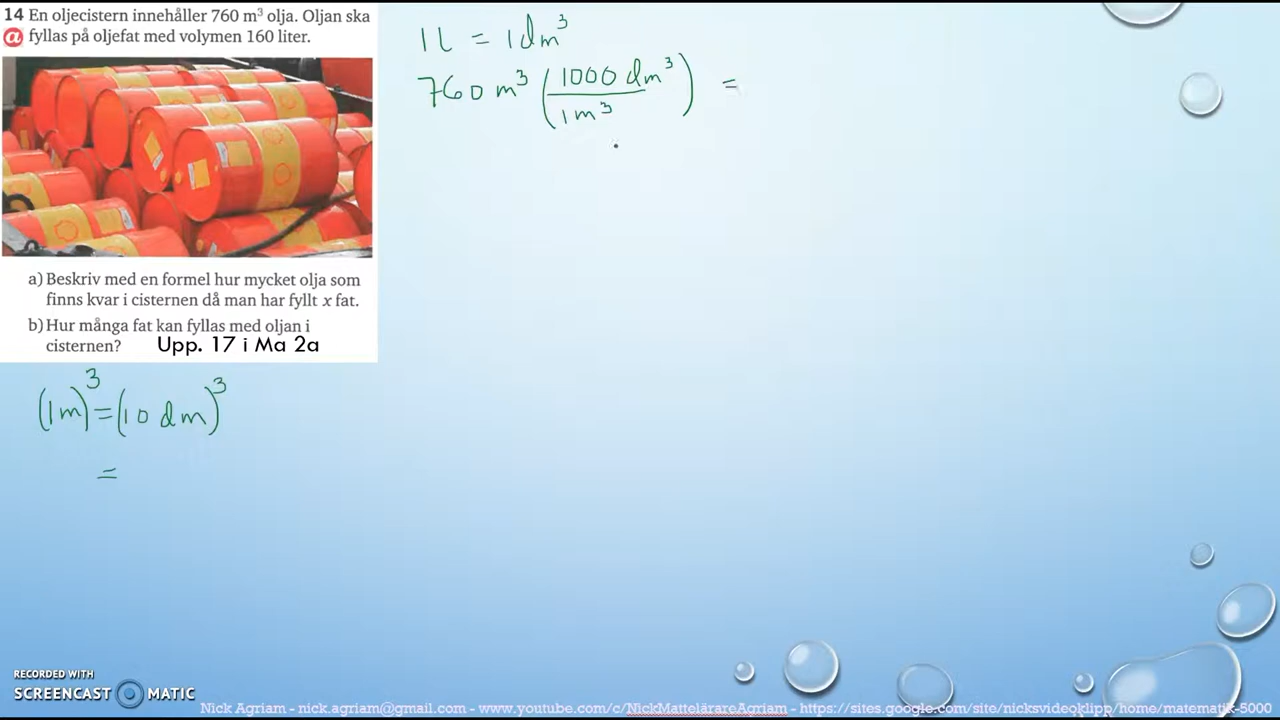 14 En oljecistern innehåller 760 m³ olja. Oljan ska
a fyllas på oljefat med volymen 160 liter.
a) Beskriv med en formel hur mycket olja som
finns kvar i cisternen då man har fyllt x fat.
b) Hur många fat kan fyllas med oljan i
cisternen? Upp. 17 i Ma 2a
1L = 1dm³
760 m³ (1000 dm³ / 1m³) =
(1m)³ = (10 dm)³
=
RECORDED WITH
SCREENCAST MATIC
Nick Agriam - nick.agriam@gmail.com - www.youtube.com/c/NickMattelärareAgriam - https://sites.google.com/site/nicksvideoklipp/home/matematik-5000